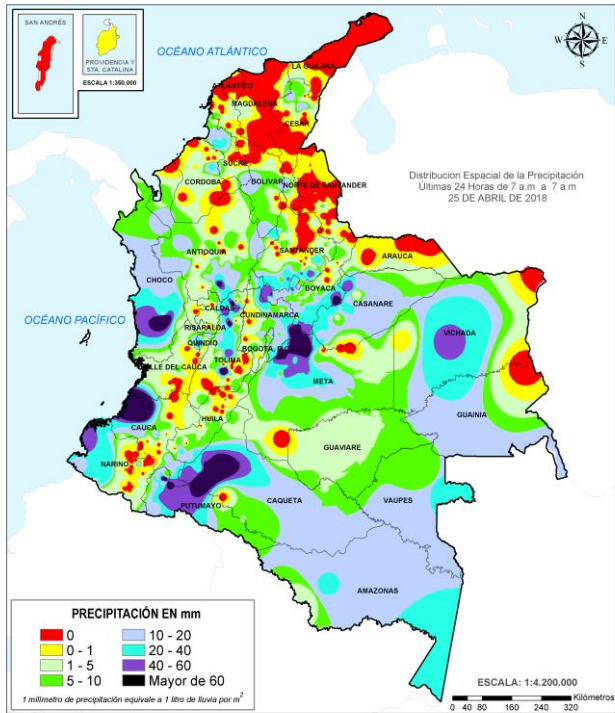 SAN ANDRÉS
PROVIDENCIA Y
STA. CATALINA
ESCALA 1:350,000
OCÉANO ATLÁNTICO
N
W E
S
LA GUAJIRA
ATLANTICO
MAGDALENA
CESAR
Distribucion Espacial de la Precipitación
Últimas 24 Horas de 7 a.m a 7 a.m
25 DE ABRIL DE 2018
SUCRE
CORDOBA
BOLIVAR
NORTE DE SANTANDER
SANTANDER
ANTIOQUIA
ARAUCA
CHOCO
BOYACA
CASANARE
OCÉANO PACÍFICO
CALDAS
CUNDINAMARCA
RISARALDA
VICHADA
QUINDIO
BOGOTA, D.C
TOLIMA
VALLE DEL CAUCA
META
GUAINIA
CAUCA
HUILA
GUAVIARE
NARIÑO
CAQUETA
VAUPES
PUTUMAYO
AMAZONAS
PRECIPITACIÓN EN mm
0 10 - 20
0 - 1 20 - 40
1 - 5 40 - 60
5 - 10 Mayor de 60
1 milimetro de precipitación equivale a 1 litro de lluvia por m²
ESCALA: 1:4.200.000
Kilómetros
0 40 80 160 240 320